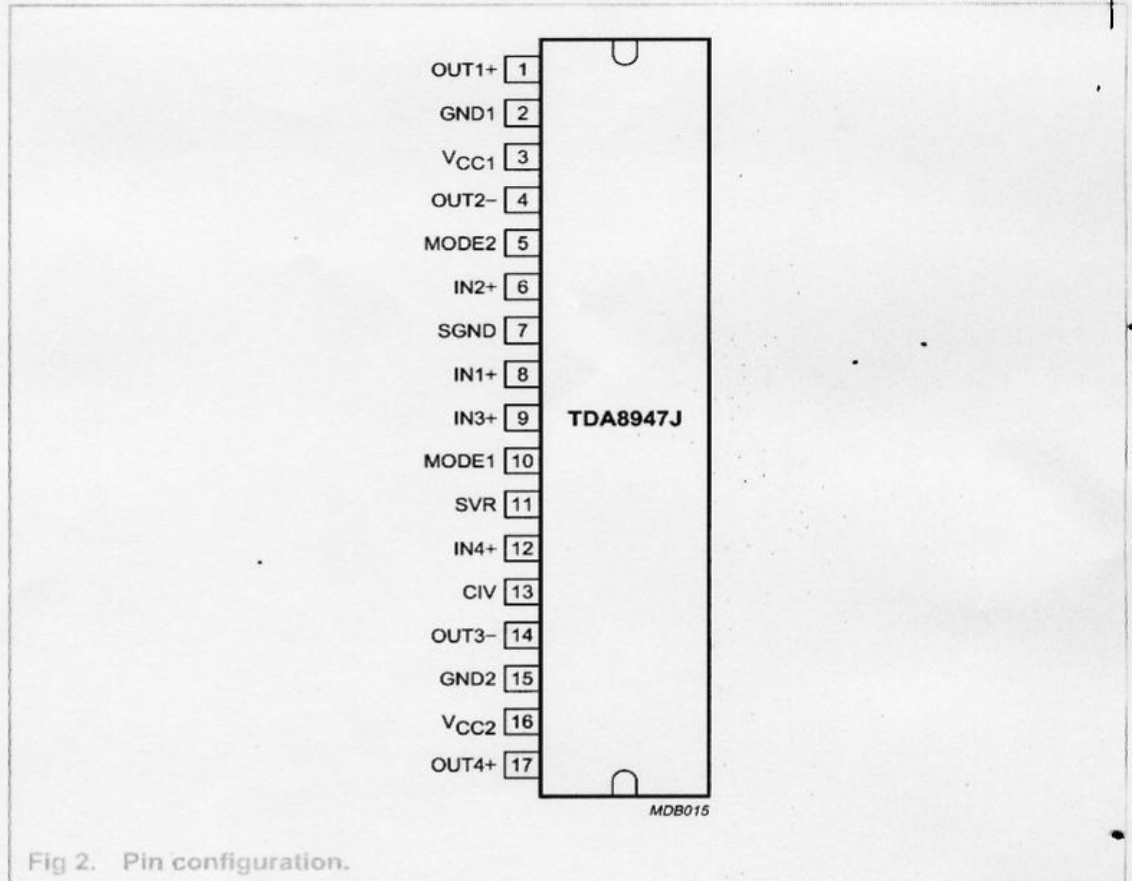 OUT1+ 1
GND1 2
VCC1 3
OUT2− 4
MODE2 5
IN2+ 6
SGND 7
IN1+ 8
IN3+ 9
TDA8947J
MODE1 10
SVR 11
IN4+ 12
CIV 13
OUT3− 14
GND2 15
VCC2 16
OUT4+ 17
MDB015
Fig 2. Pin configuration.